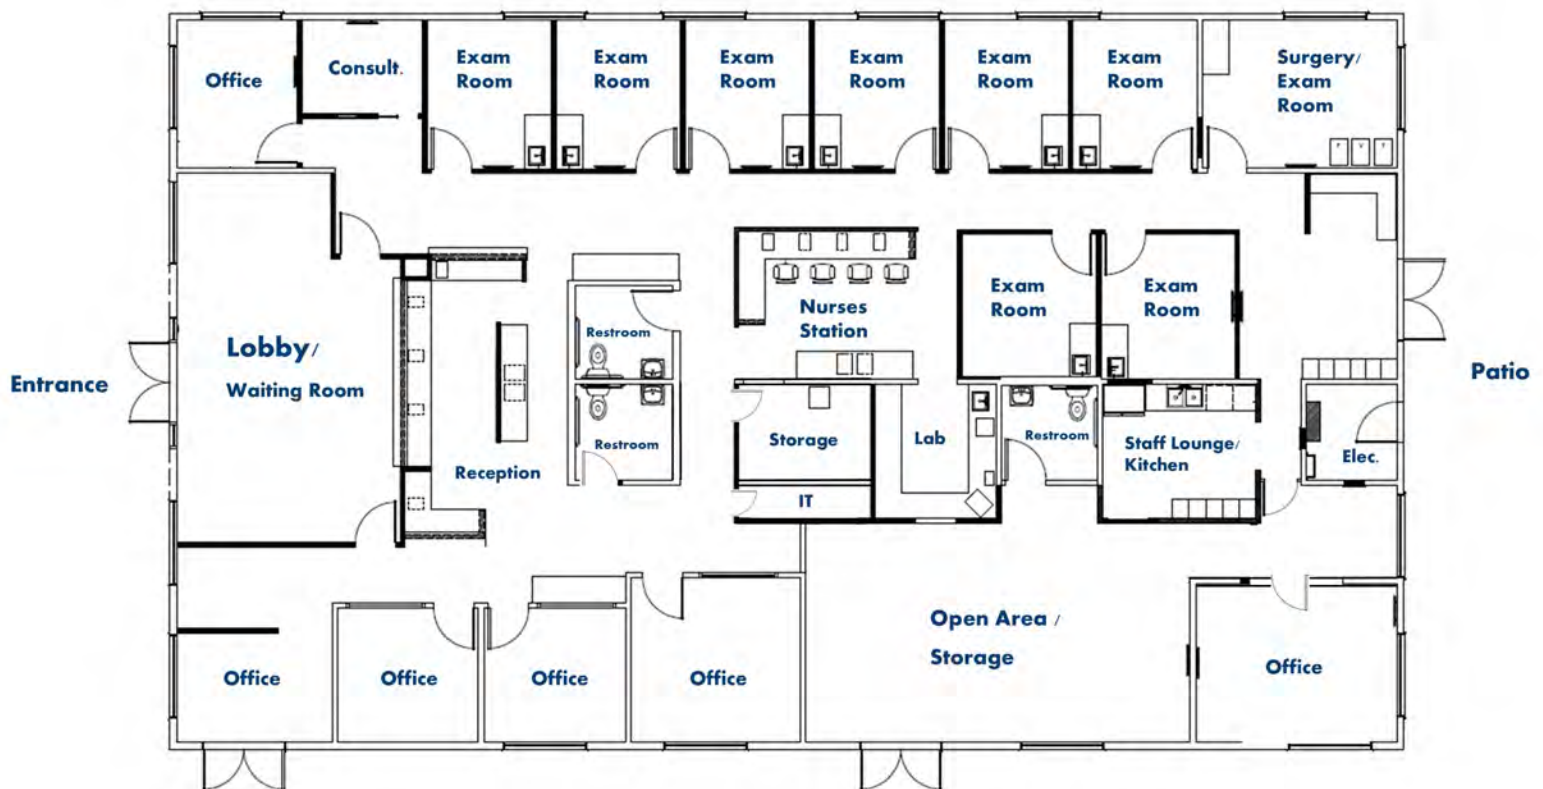 Office
Consult.
Exam
Room
Exam
Room
Exam
Room
Exam
Room
Exam
Room
Exam
Room
Surgery/
Exam
Room
Entrance
Lobby/
Waiting Room
Reception
Restroom
Restroom
Nurses
Station
Exam
Room
Exam
Room
Patio
Storage
IT
Lab
Restroom
Staff Lounge/
Kitchen
Elec.
Office
Office
Office
Office
Open Area /
Storage
Office